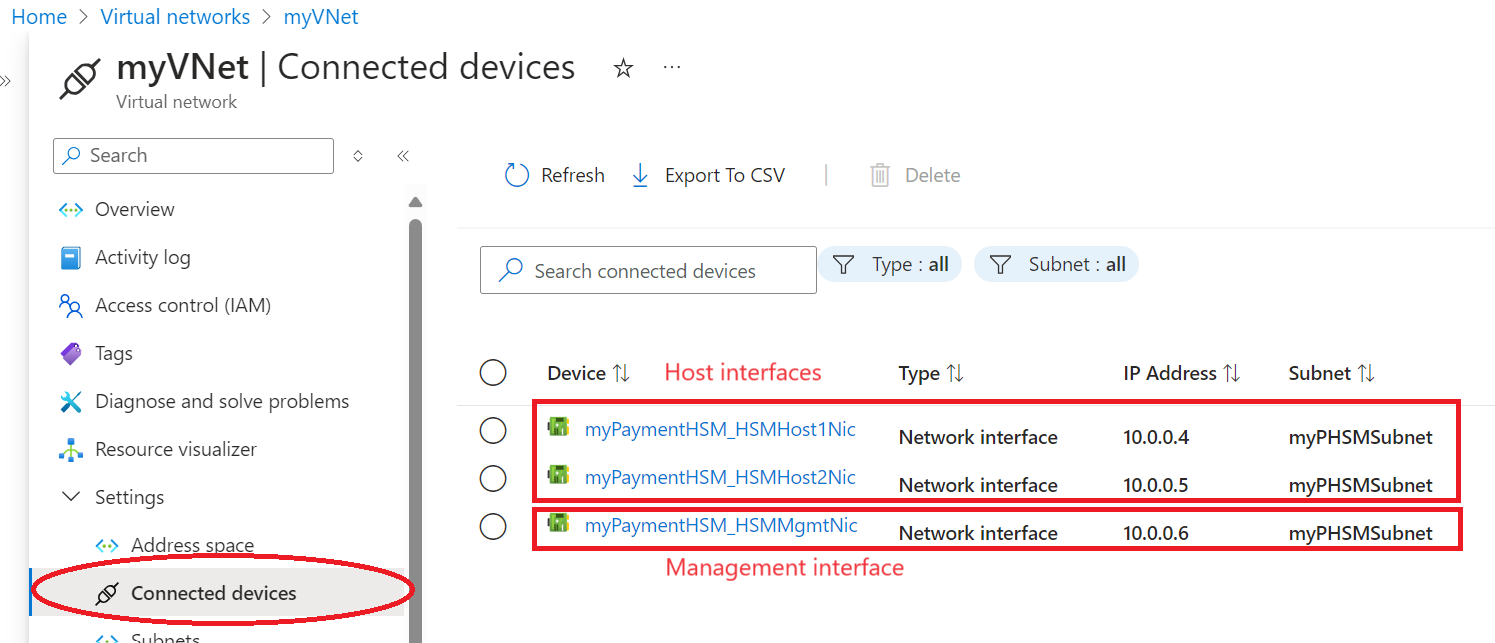 Home > Virtual networks > myVNet
myVNet | Connected devices
Virtual network
Search
Overview
Activity log
Access control (IAM)
Tags
Diagnose and solve problems
Resource visualizer
Settings
Address space
Connected devices
Subnets
Refresh Export To CSV | Delete
Search connected devices Type : all Subnet : all
Device Host interfaces Type IP Address Subnet
myPaymentHSM_HSMHost1Nic Network interface 10.0.0.4 myPHSMSubnet
myPaymentHSM_HSMHost2Nic Network interface 10.0.0.5 myPHSMSubnet
myPaymentHSM_HSMMgmtNic Network interface 10.0.0.6 myPHSMSubnet
Management interface